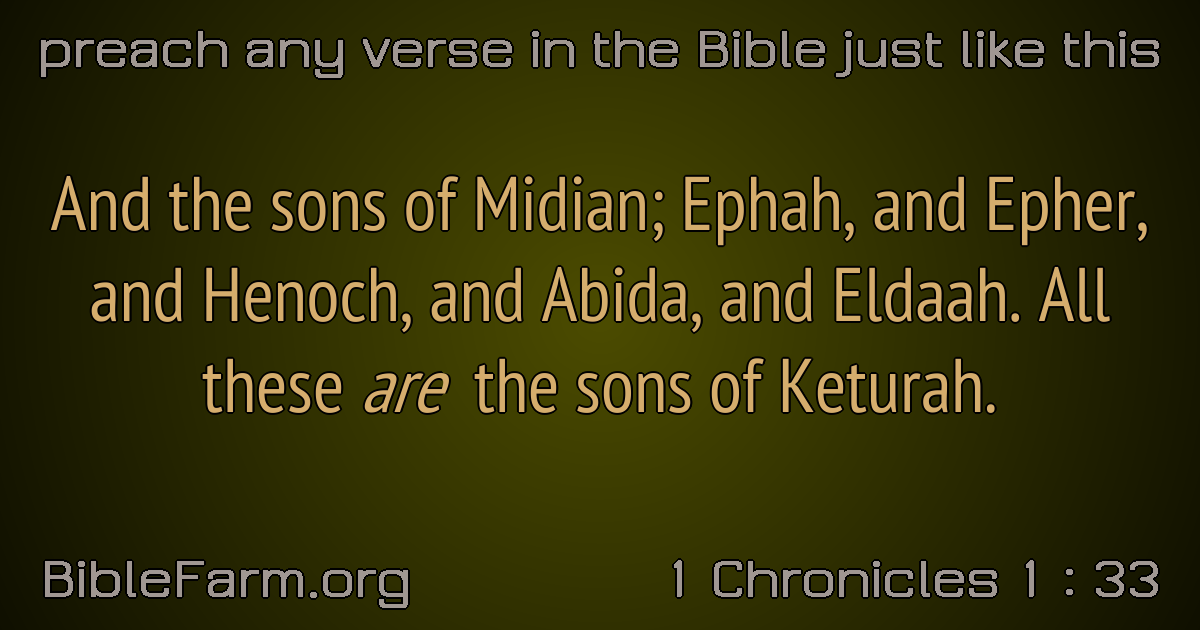 preach any verse in the Bible just like this
And the sons of Midian; Ephah, and Epher,
and Henoch, and Abida, and Eldaah. All
these are the sons of Keturah.
BibleFarm.org
1 Chronicles 1 : 33